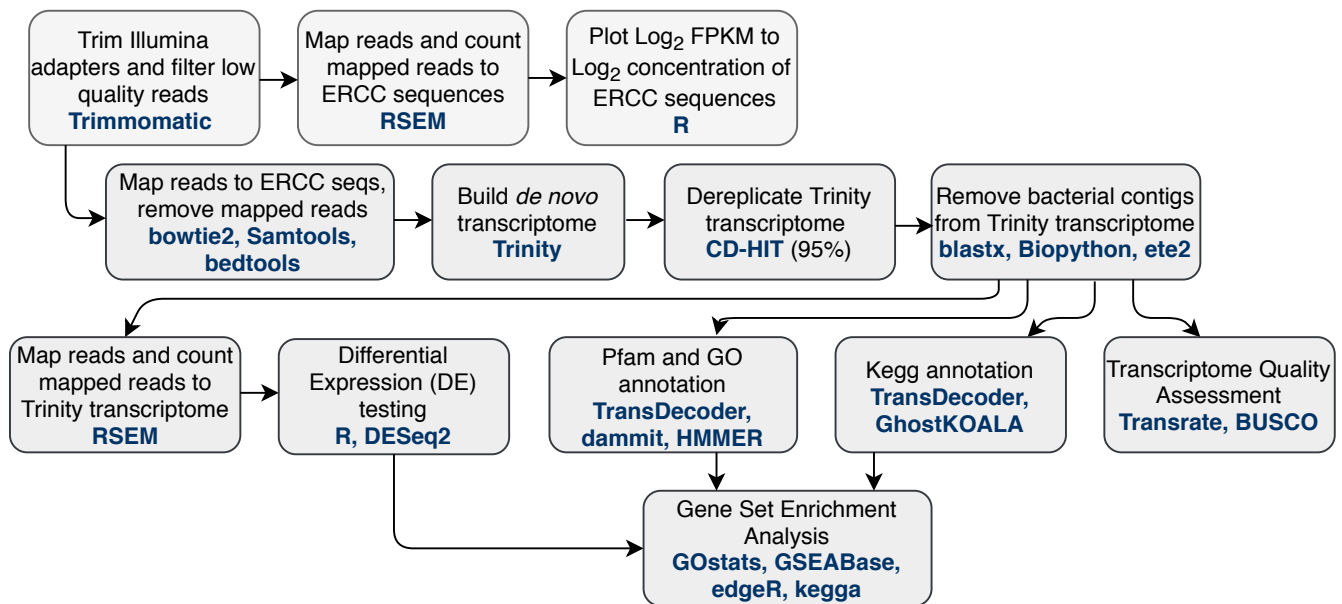 Trim Illumina
adapters and filter low
quality reads
Trimmomatic
Map reads and count
mapped reads to
ERCC sequences
RSEM
Plot Log2 FPKM to
Log2 concentration of
ERCC sequences
R
Map reads to ERCC seqs,
remove mapped reads
bowtie2, Samtools,
bedtools
Build de novo
transcriptome
Trinity
Dereplicate Trinity
transcriptome
CD-HIT (95%)
Remove bacterial contigs
from Trinity transcriptome
blastx, Biopython, ete2
Map reads and count
mapped reads to
Trinity transcriptome
RSEM
Differential
Expression (DE)
testing
R, DESeq2
Pfam and GO
annotation
TransDecoder,
dammit, HMMER
Kegg annotation
TransDecoder,
GhostKOALA
Transcriptome Quality
Assessment
Transrate, BUSCO
Gene Set Enrichment
Analysis
GOstats, GSEABase,
edgeR, kegga